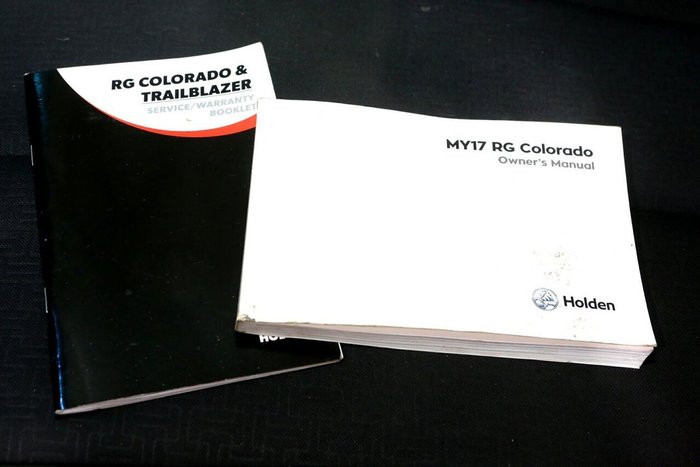 RG COLORADO &
TRAILBLAZER
SERVICE/WARRANTY
BOOKLET
MY17 RG Colorado
Owner's Manual
Holden